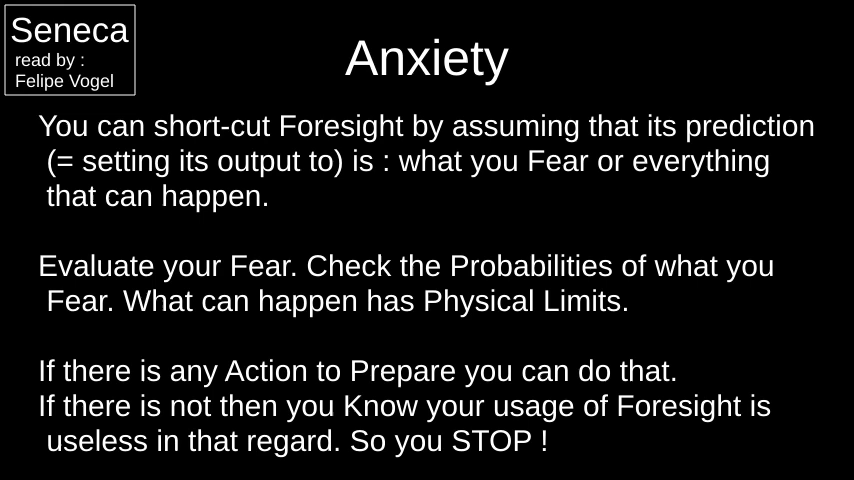 Seneca
read by :
Felipe Vogel
Anxiety
You can short-cut Foresight by assuming that its prediction
(= setting its output to) is : what you Fear or everything
that can happen.
Evaluate your Fear. Check the Probabilities of what you
Fear. What can happen has Physical Limits.
If there is any Action to Prepare you can do that.
If there is not then you Know your usage of Foresight is
useless in that regard. So you STOP !